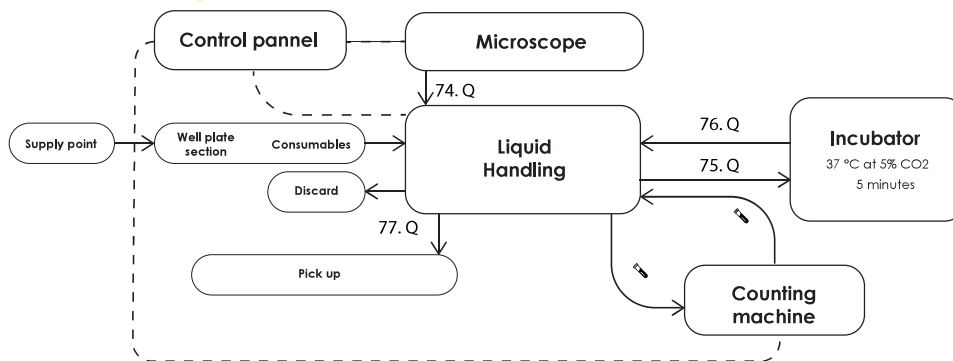 Control pannel
Microscope
74. Q
Supply point
Well plate
section
Consumables
Liquid
Handling
76. Q
75. Q
Incubator
37 °C at 5% CO2
5 minutes
Discard
77. Q
Pick up
Counting
machine